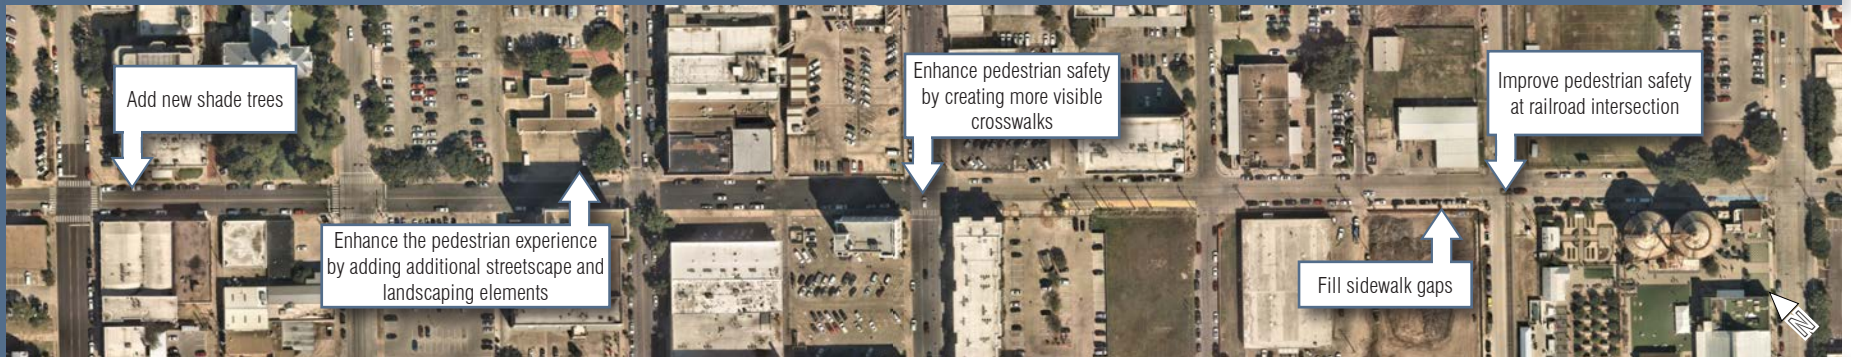 Add new shade trees
Enhance the pedestrian experience
by adding additional streetscape and
landscaping elements
Enhance pedestrian safety
by creating more visible
crosswalks
Fill sidewalk gaps
Improve pedestrian safety
at railroad intersection
N